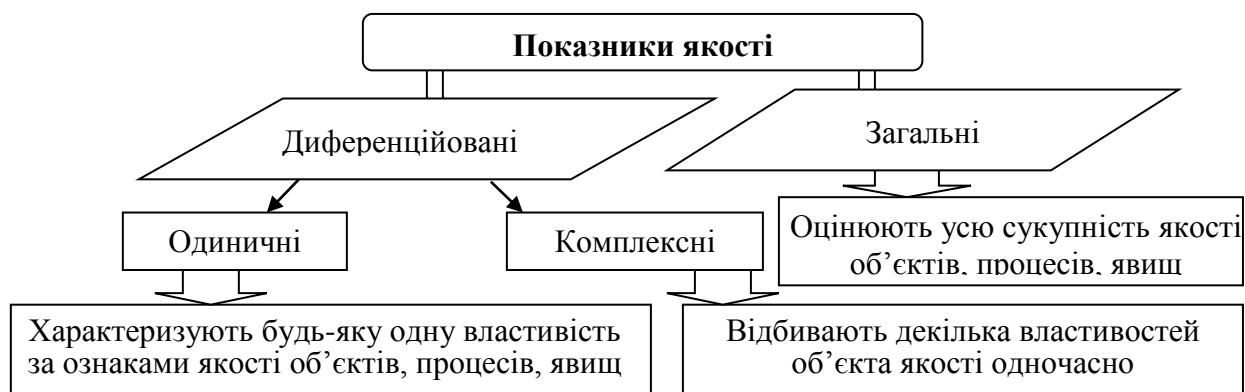 Показники якості
Диференційовані
Загальні
Одиничні
Комплексні
Оцінюють усю сукупність якості
об’єктів, процесів, явищ
Характеризують будь-яку одну властивість
за ознаками якості об’єктів, процесів, явищ
Відбивають декілька властивостей
об’єкта якості одночасно